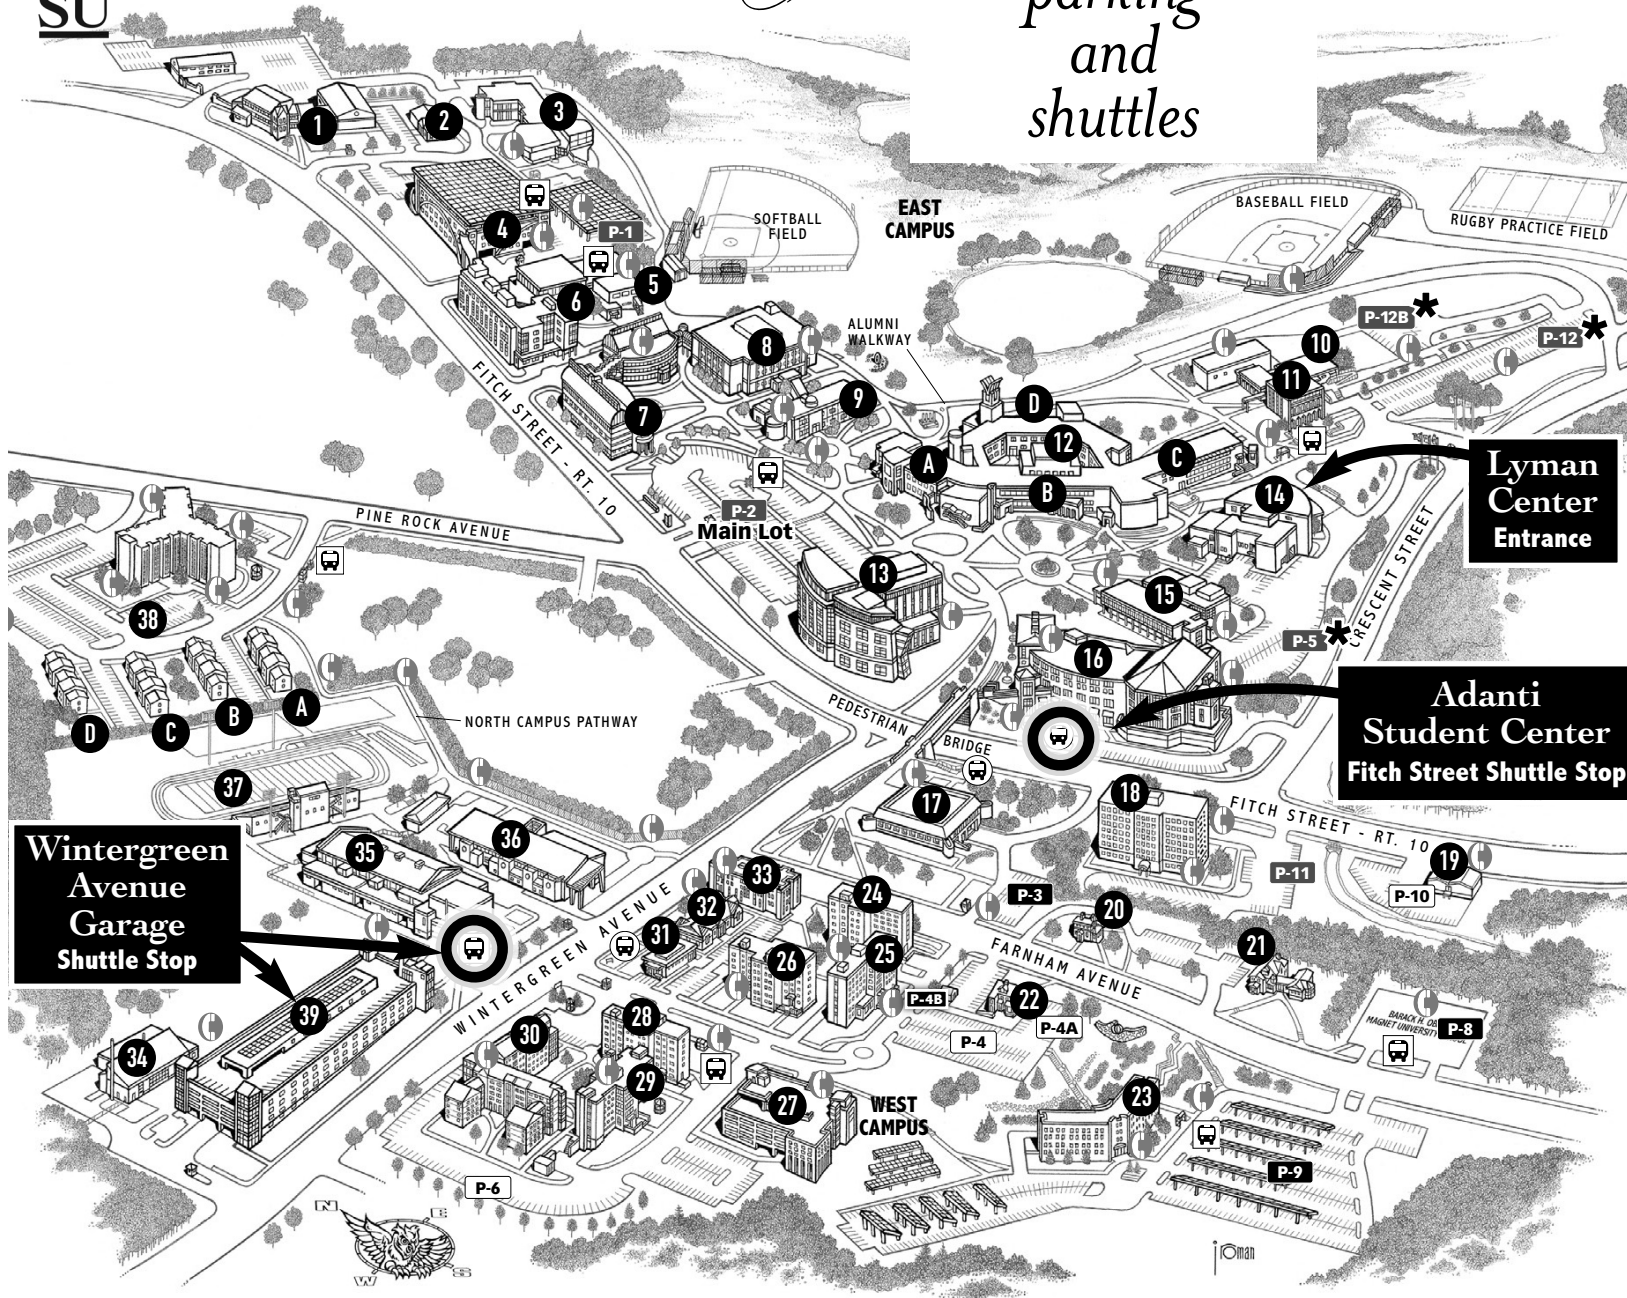 SU
parking
and
shuttles
1
2
3
4
P-1
SOFTBALL
FIELD
EAST
CAMPUS
BASEBALL FIELD
RUGBY PRACTICE FIELD
5
6
P-12B *
P-12 *
ALUMNI
WALKWAY
8
10
11
9
7
FITCH STREET - RT. 10
D
12
A
B
C
14
Lyman
Center
Entrance
P-2
Main Lot
PINE ROCK AVENUE
CRESCENT STREET
13
15
38
P-5 *
16
Adanti
Student Center
Fitch Street Shuttle Stop
D
C
B
A
NORTH CAMPUS PATHWAY
PEDESTRIAN
BRIDGE
37
17
18
FITCH STREET - RT. 10
Wintergreen
Avenue
Garage
Shuttle Stop
35
36
33
19
P-11
P-10
24
P-3
32
20
WINTERGREEN AVENUE
31
FARNHAM AVENUE
21
26
25
22
P-4B
P-4A
P-4
39
28
30
34
BARACK H.
MAGNET UNIVERSITY
P-8
29
27
WEST
CAMPUS
23
P-9
P-6
N
E
W
S
j roman